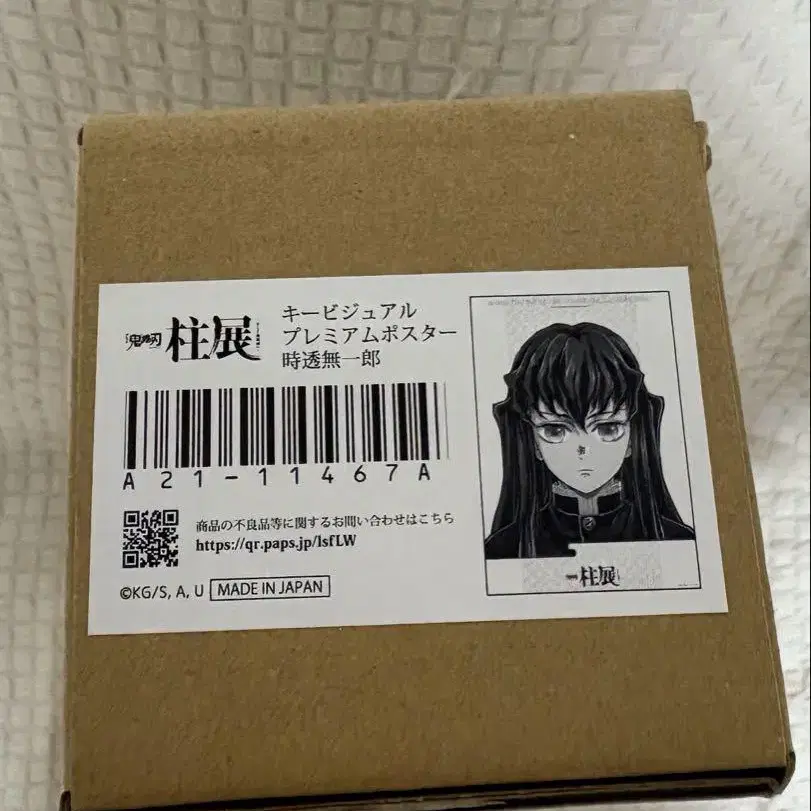 鬼滅の刃 柱展
キービジュアル
プレミアムポスター
時透無一郎
A21-11467A
商品の不良品等に関するお問い合わせはこちら
https://qr.paps.jp/lsfLW
©KG/S, A, U MADE IN JAPAN
柱展